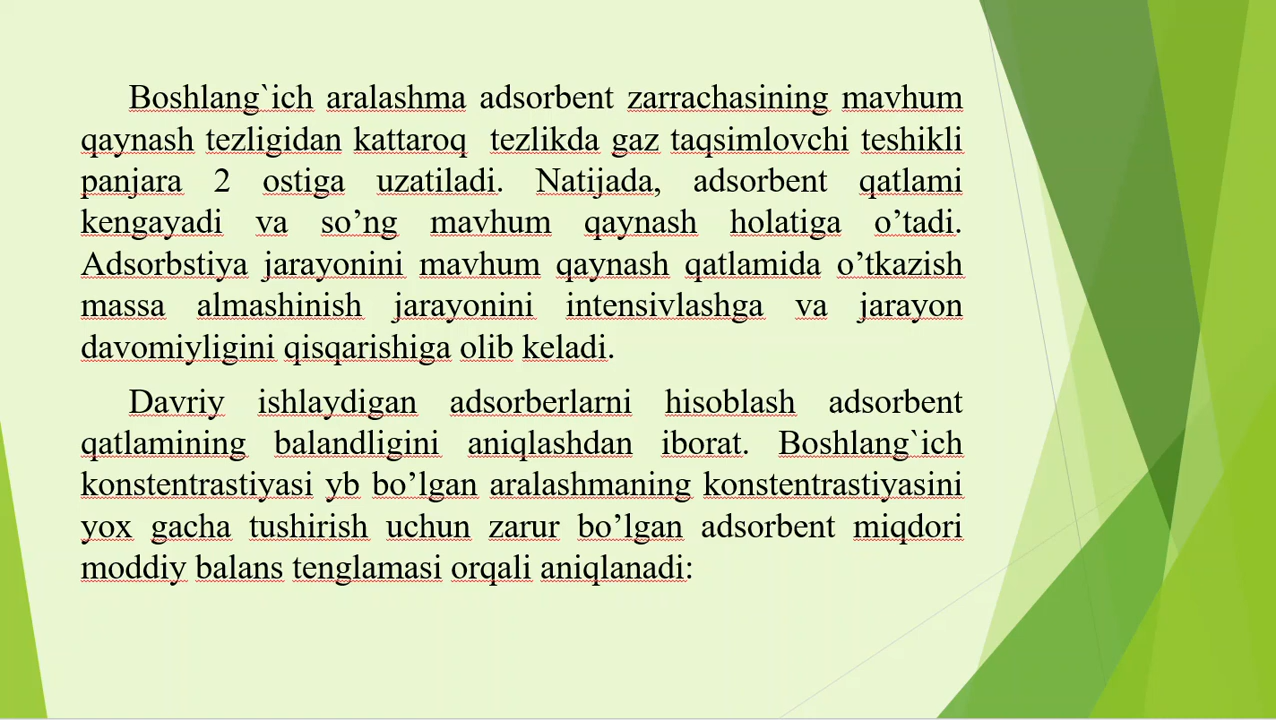 Boshlang`ich aralashma adsorbent zarrachasining mavhum
qaynash tezligidan kattaroq tezlikda gaz taqsimlovchi teshikli
panjara 2 ostiga uzatiladi. Natijada, adsorbent qatlami
kengayadi va so’ng mavhum qaynash holatiga o’tadi.
Adsorbstiya jarayonini mavhum qaynash qatlamida o’tkazish
massa almashinish jarayonini intensivlashga va jarayon
davomiyligini qisqarishiga olib keladi.
Davriy ishlaydigan adsorberlarni hisoblash adsorbent
qatlamining balandligini aniqlashdan iborat. Boshlang`ich
konstentrastiyasi yb bo’lgan aralashmaning konstentrastiyasini
yox gacha tushirish uchun zarur bo’lgan adsorbent miqdori
moddiy balans tenglamasi orqali aniqlanadi: